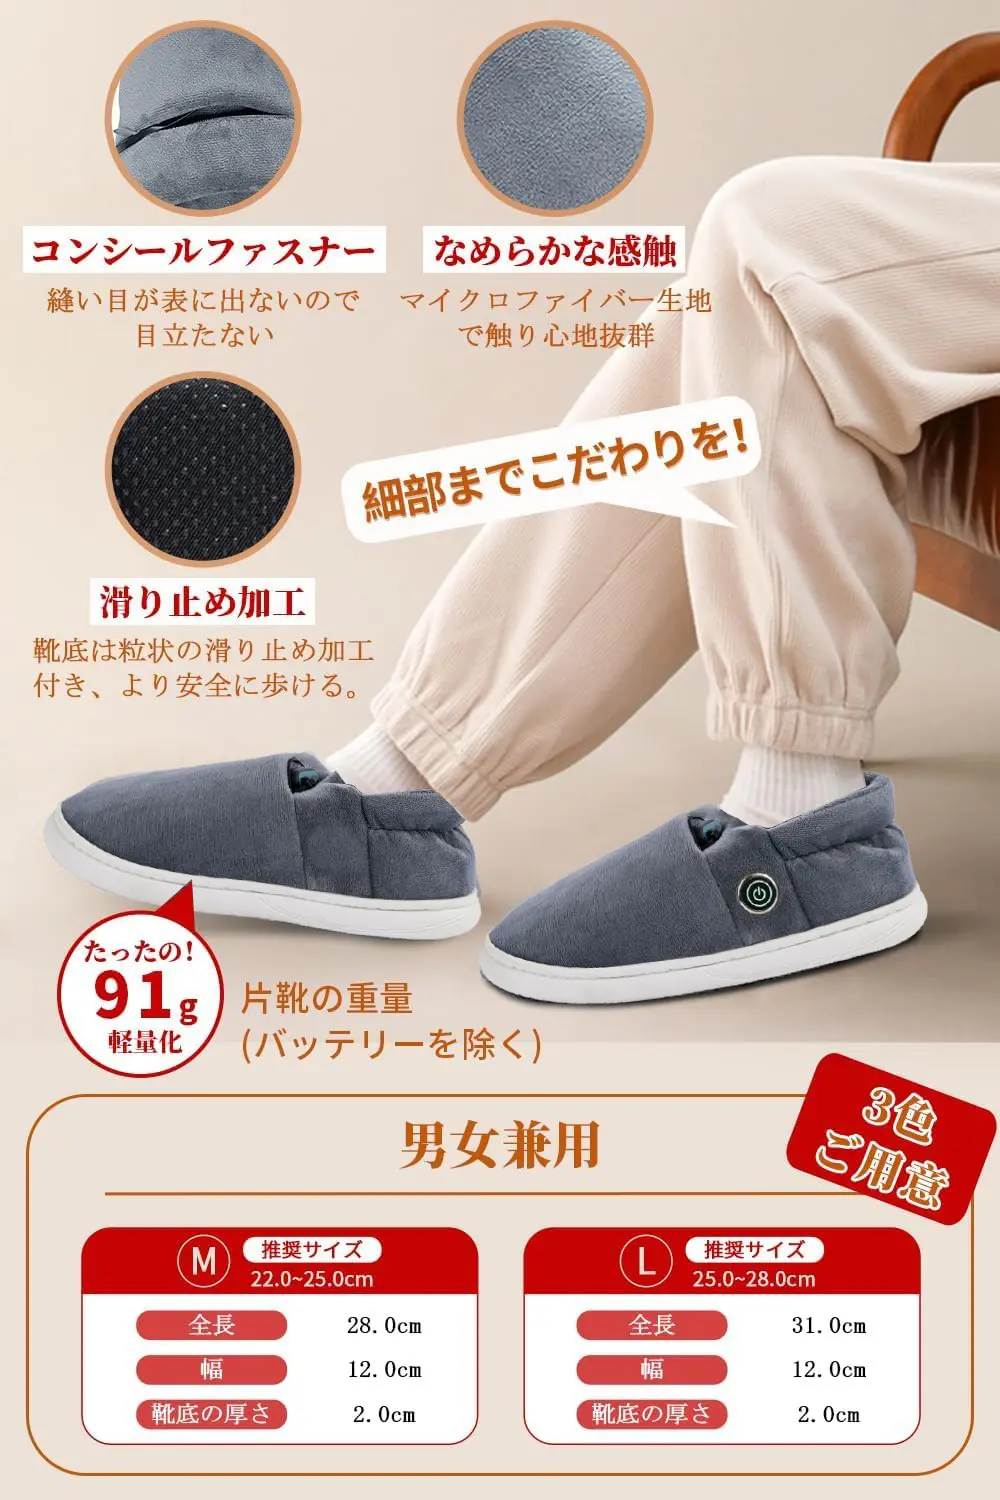 コンシールファスナー
縫い目が表に出ないので
目立たない
なめらかな感触
マイクロファイバー生地
で触り心地抜群
細部までこだわりを!
滑り止め加工
靴底は粒状の滑り止め加工
付き、より安全に歩ける。
たったの!
91g
軽量化
片靴の重量
(バッテリーを除く)
3色
ご用意
男女兼用
M
推奨サイズ
22.0~25.0cm
全長 28.0cm
幅 12.0cm
靴底の厚さ 2.0cm
L
推奨サイズ
25.0~28.0cm
全長 31.0cm
幅 12.0cm
靴底の厚さ 2.0cm